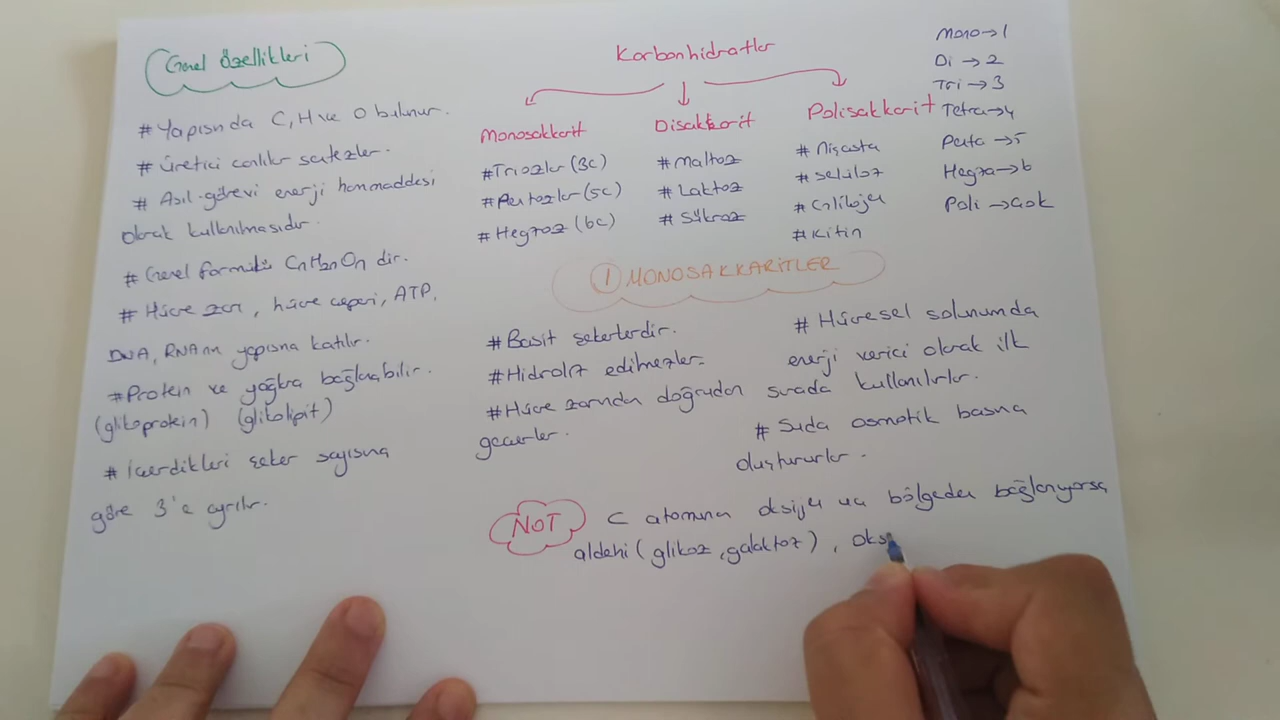 Genel özellikleri
# Yapısında C, H ve O bulunur.
# Üretici canlılar sentezler.
# Asıl görevi enerji hammaddesi
olarak kullanılmasıdır.
# Genel formülü CnH2nOn dir.
# Hücre zarı, hücre çeperi, ATP,
DNA, RNA nın yapısına katılır.
# Protein ve yağlara bağlanabilir.
(glikoprotein) (glikolipit)
# İçerdikleri şeker sayısına
göre 3'e ayrılır.
Karbonhidratlar
Monosakkarit
# Triozlar (3c)
# Pentozlar (5c)
# Hegzoz (6c)
Disakkarit
# Maltoz
# Laktoz
# Sükroz
Polisakkarit
# Nişasta
# Selüloz
# Glikojen
# Kitin
Mono → 1
Di → 2
Tri → 3
Tetra → 4
Penta → 5
Hegza → 6
Poli → Çok
① MONOSAKKARİTLER
# Basit şekerlerdir.
# Hidroliz edilmezler.
# Hücre zarından doğrudan
geçerler.
# Hücresel solunumda
enerji verici olarak ilk
sırada kullanılırlar.
# Suda osmotik basınç
oluştururlar.
NOT C atomuna oksijen uç bölgeden bağlanıyorsa
aldehi (glikoz, galaktoz), oks